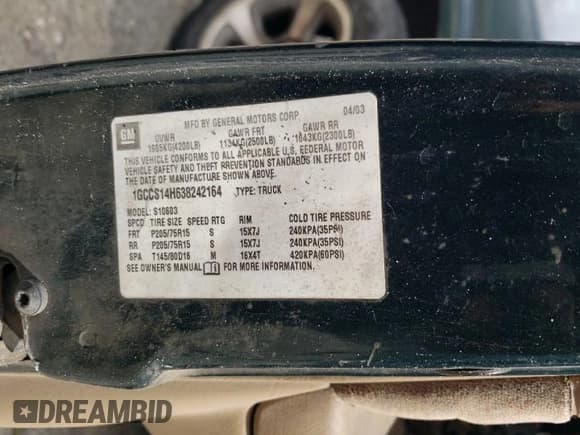 GM
MFD BY GENERAL MOTORS CORP
04/03
GVWR GAWR FRT GAWR RR
1905KG(4200LB) 1134KG(2500LB) 1043KG(2300LB)
THIS VEHICLE CONFORMS TO ALL APPLICABLE U.S. FEDERAL MOTOR
VEHICLE SAFETY AND THEFT PREVENTION STANDARDS IN EFFECT ON
THE DATE OF MANUFACTURE SHOWN ABOVE.
1GCCS14H638242164 TYPE: TRUCK
MODEL: S10603
SPCD TIRE SIZE SPEED RTG RIM COLD TIRE PRESSURE
FRT P205/75R15 S 15X7J 240KPA(35PSI)
RR P205/75R15 S 15X7J 240KPA(35PSI)
SPA T145/80D16 M 16X4T 420KPA(60PSI)
SEE OWNER'S MANUAL FOR MORE INFORMATION.
DREAMBID